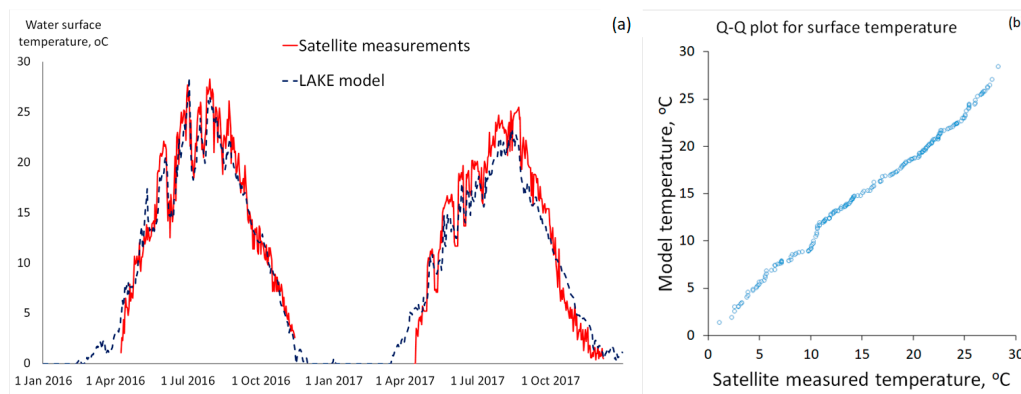 Water surface
temperature, oC
(a)
Satellite measurements
LAKE model
30
25
20
15
10
5
0
1 Jan 2016 1 Apr 2016 1 Jul 2016 1 Oct 2016 1 Jan 2017 1 Apr 2017 1 Jul 2017 1 Oct 2017
(b
Q-Q plot for surface temperature
Model temperature, ºC
30
25
20
15
10
5
0
0 5 10 15 20 25 30
Satellite measured temperature, ºC